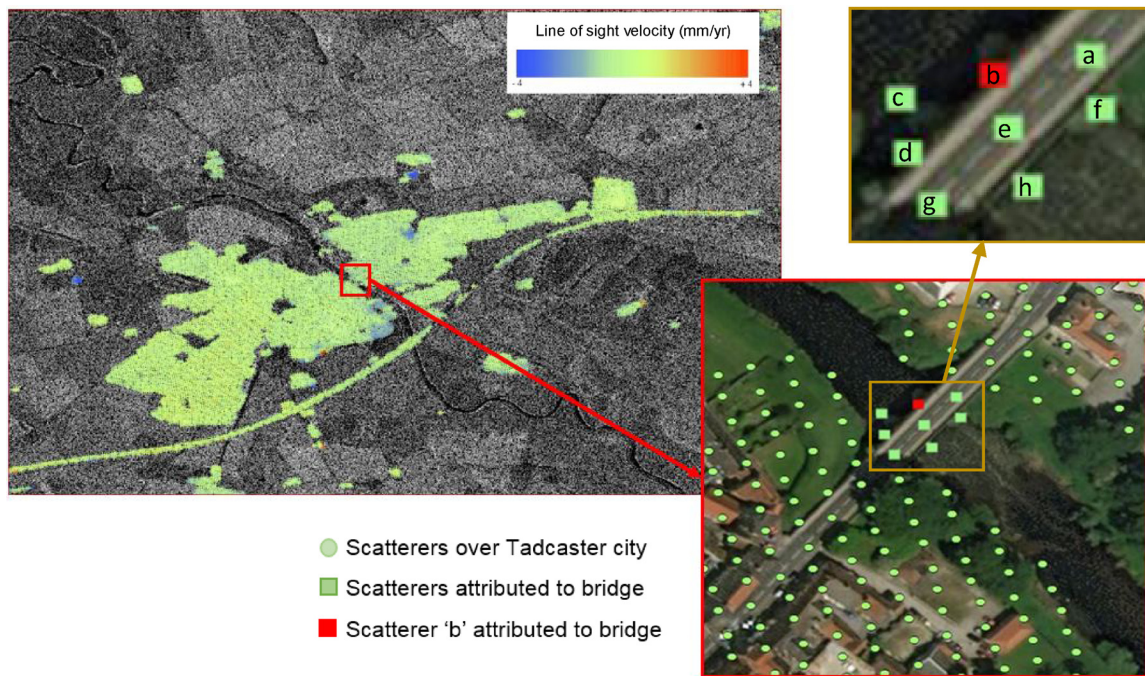 Line of sight velocity (mm/yr)
-4
+4
a
b
c
f
e
d
h
g
Scatterers over Tadcaster city
Scatterers attributed to bridge
Scatterer ‘b’ attributed to bridge